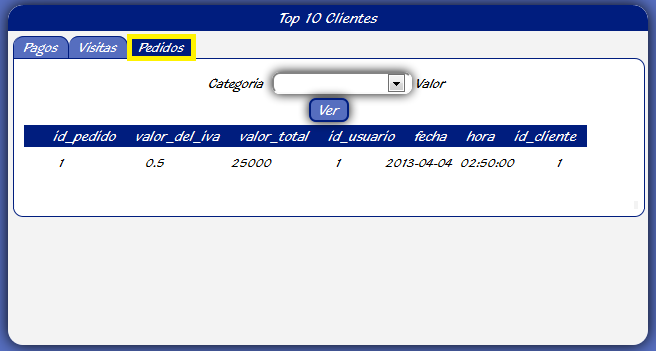 Top 10 Clientes
Pagos Visitas Pedidos
Categoria Valor
Ver
id_pedido valor_del_iva valor_total id_usuario fecha hora id_cliente
1 0.5 25000 1 2013-04-04 02:50:00 1